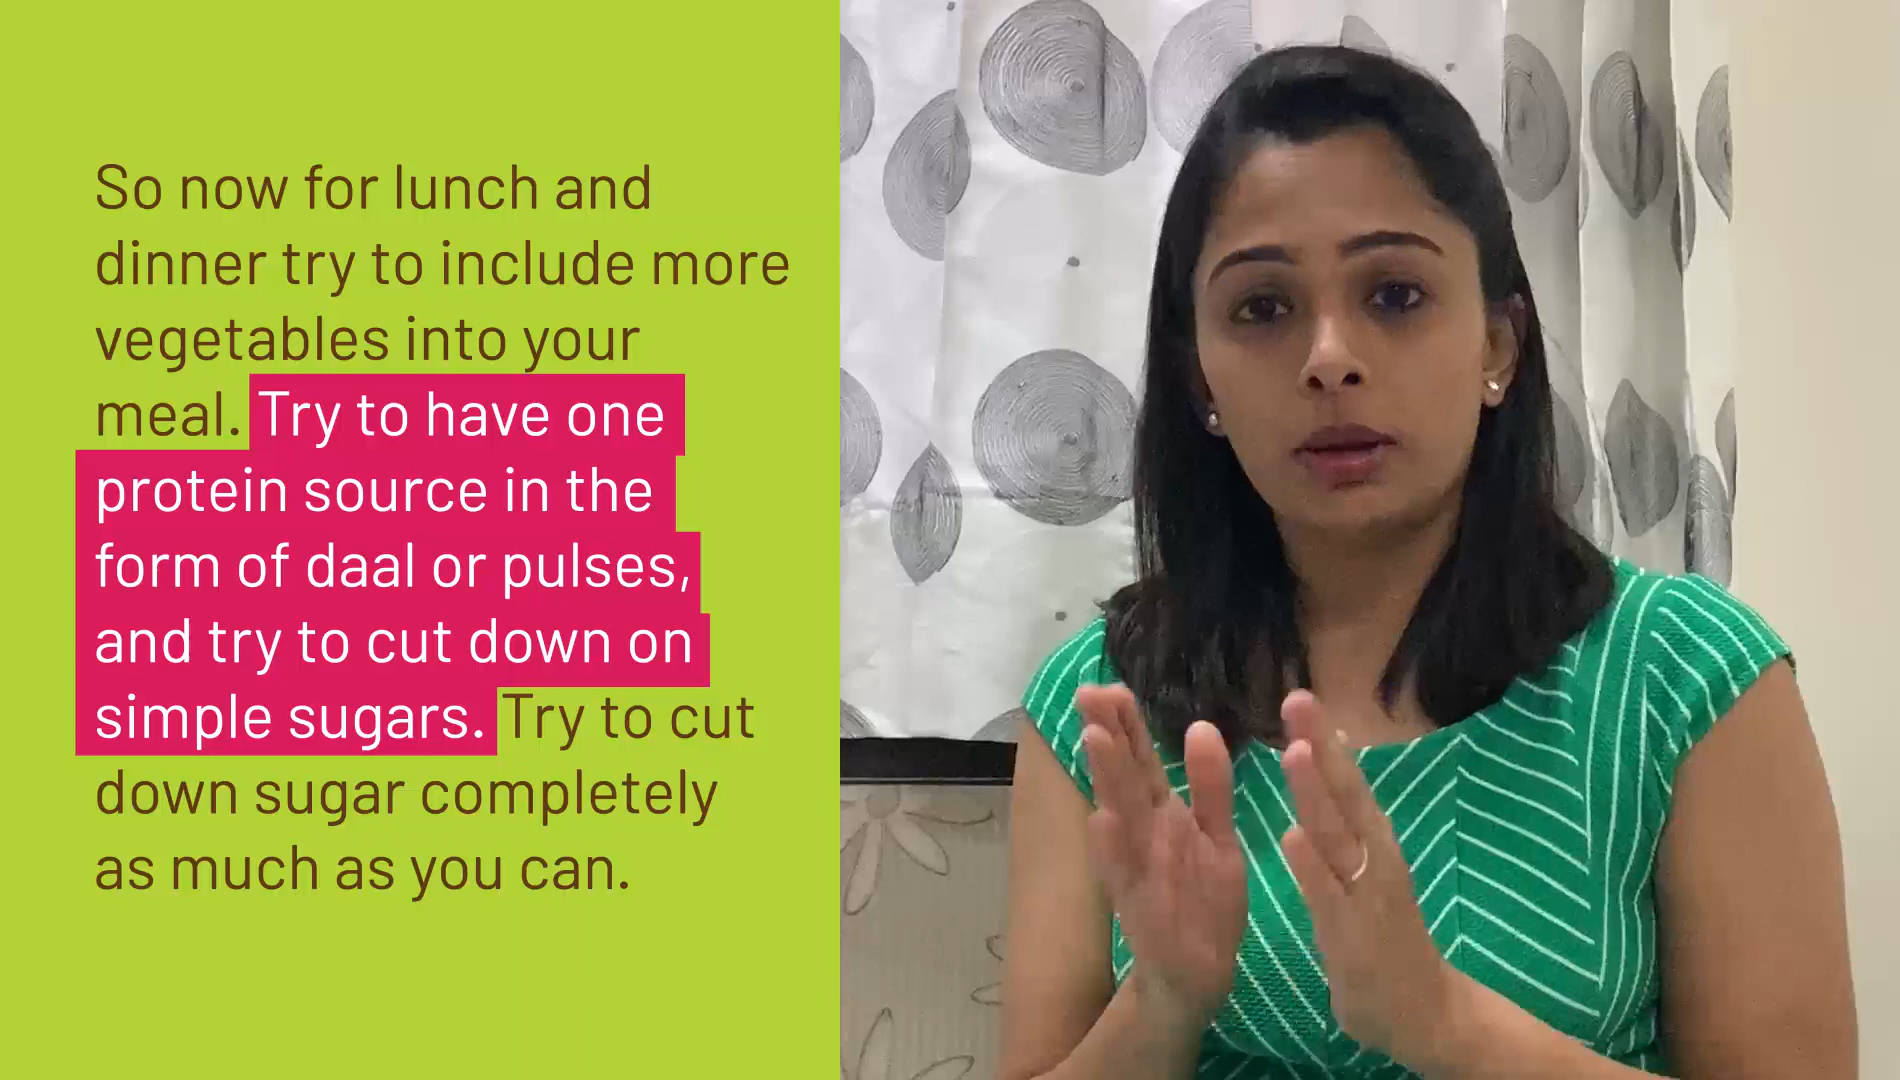 So now for lunch and
dinner try to include more
vegetables into your
meal. Try to have one
protein source in the
form of daal or pulses,
and try to cut down on
simple sugars. Try to cut
down sugar completely
as much as you can.